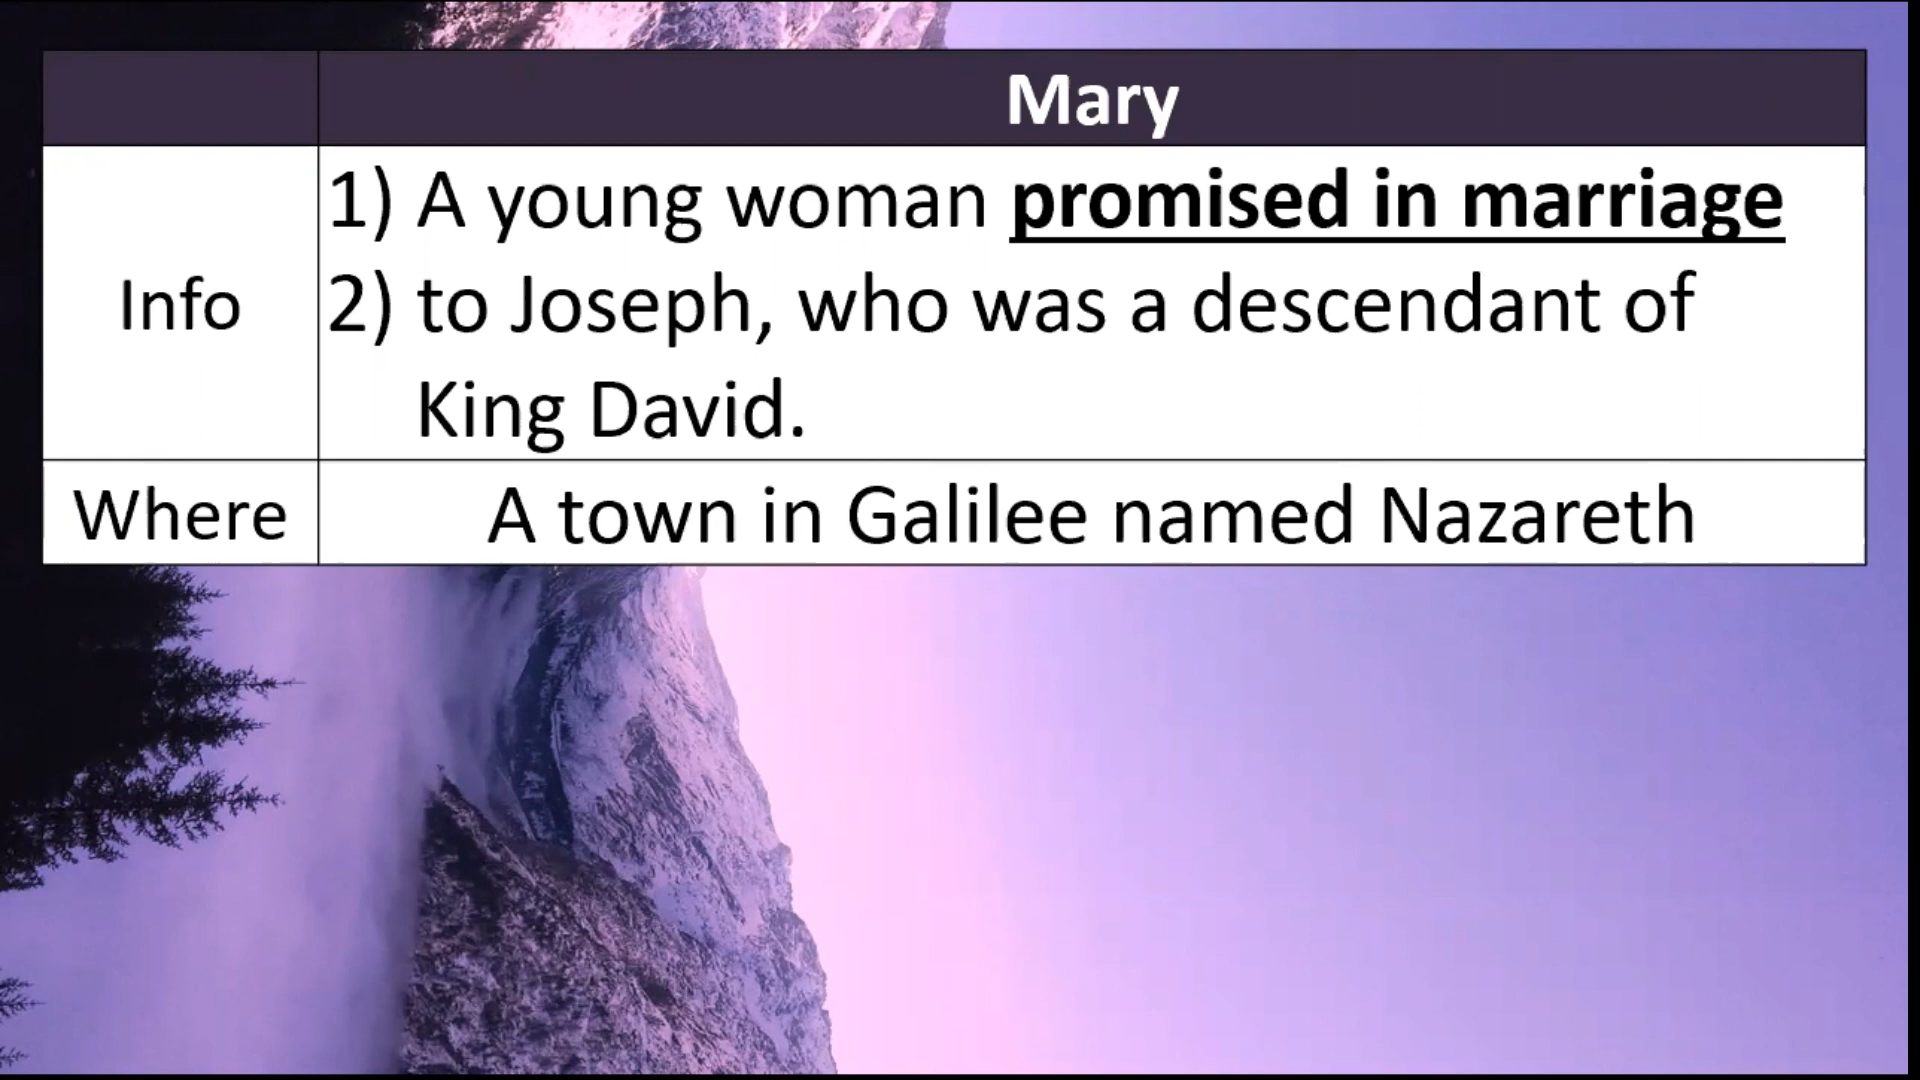 Mary
Info
1) A young woman promised in marriage
2) to Joseph, who was a descendant of
King David.
Where
A town in Galilee named Nazareth